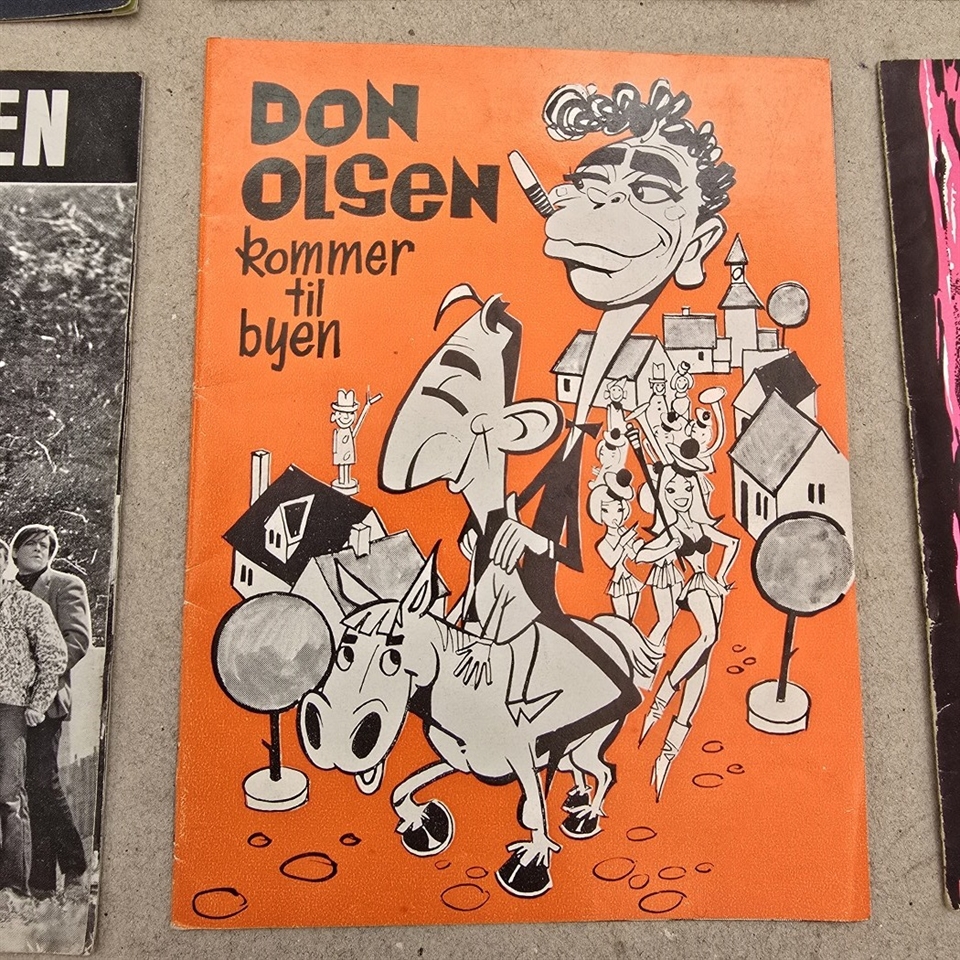 DON
OLSEN
kommer
til
byen
EN